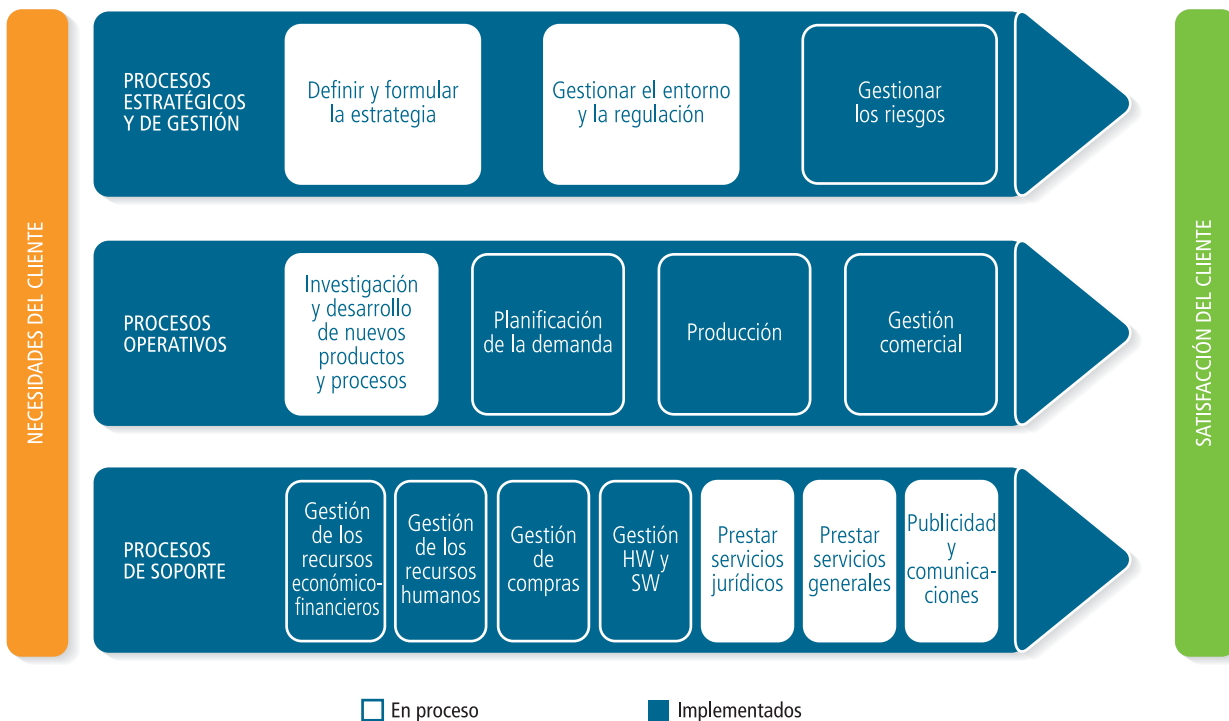 NECESIDADES DEL CLIENTE
PROCESOS
ESTRATÉGICOS
Y DE GESTIÓN
Definir y formular
la estrategia
Gestionar el entorno
y la regulación
Gestionar
los riesgos
PROCESOS
OPERATIVOS
Investigación
y desarrollo
de nuevos
productos
y procesos
Planificación
de la demanda
Producción
Gestión
comercial
PROCESOS
DE SOPORTE
Gestión
de los
recursos
económico-
financieros
Gestión
de los
recursos
humanos
Gestión
de
compras
Gestión
HW y
SW
Prestar
servicios
jurídicos
Prestar
servicios
generales
Publicidad
y
comunica-
ciones
SATISFACCIÓN DEL CLIENTE
En proceso
Implementados